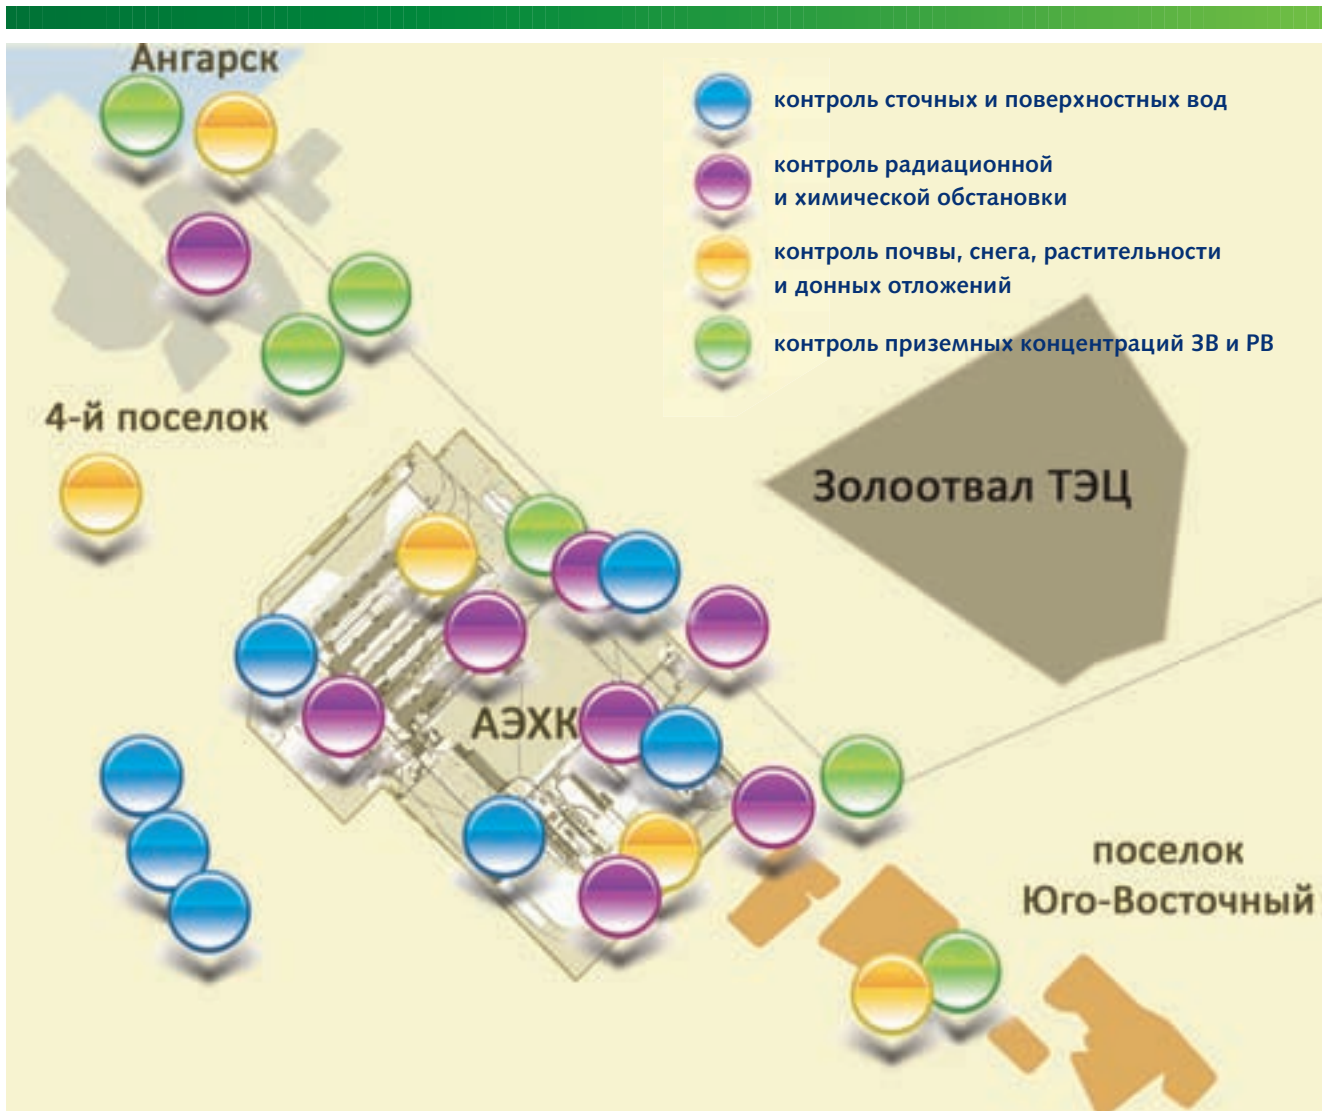 Ангарск
контроль сточных и поверхностных вод
контроль радиационной
и химической обстановки
контроль почвы, снега, растительности
и донных отложений
контроль приземных концентраций ЗВ и РВ
4-й поселок
Золоотвал ТЭЦ
АЭХК
поселок
Юго-Восточный